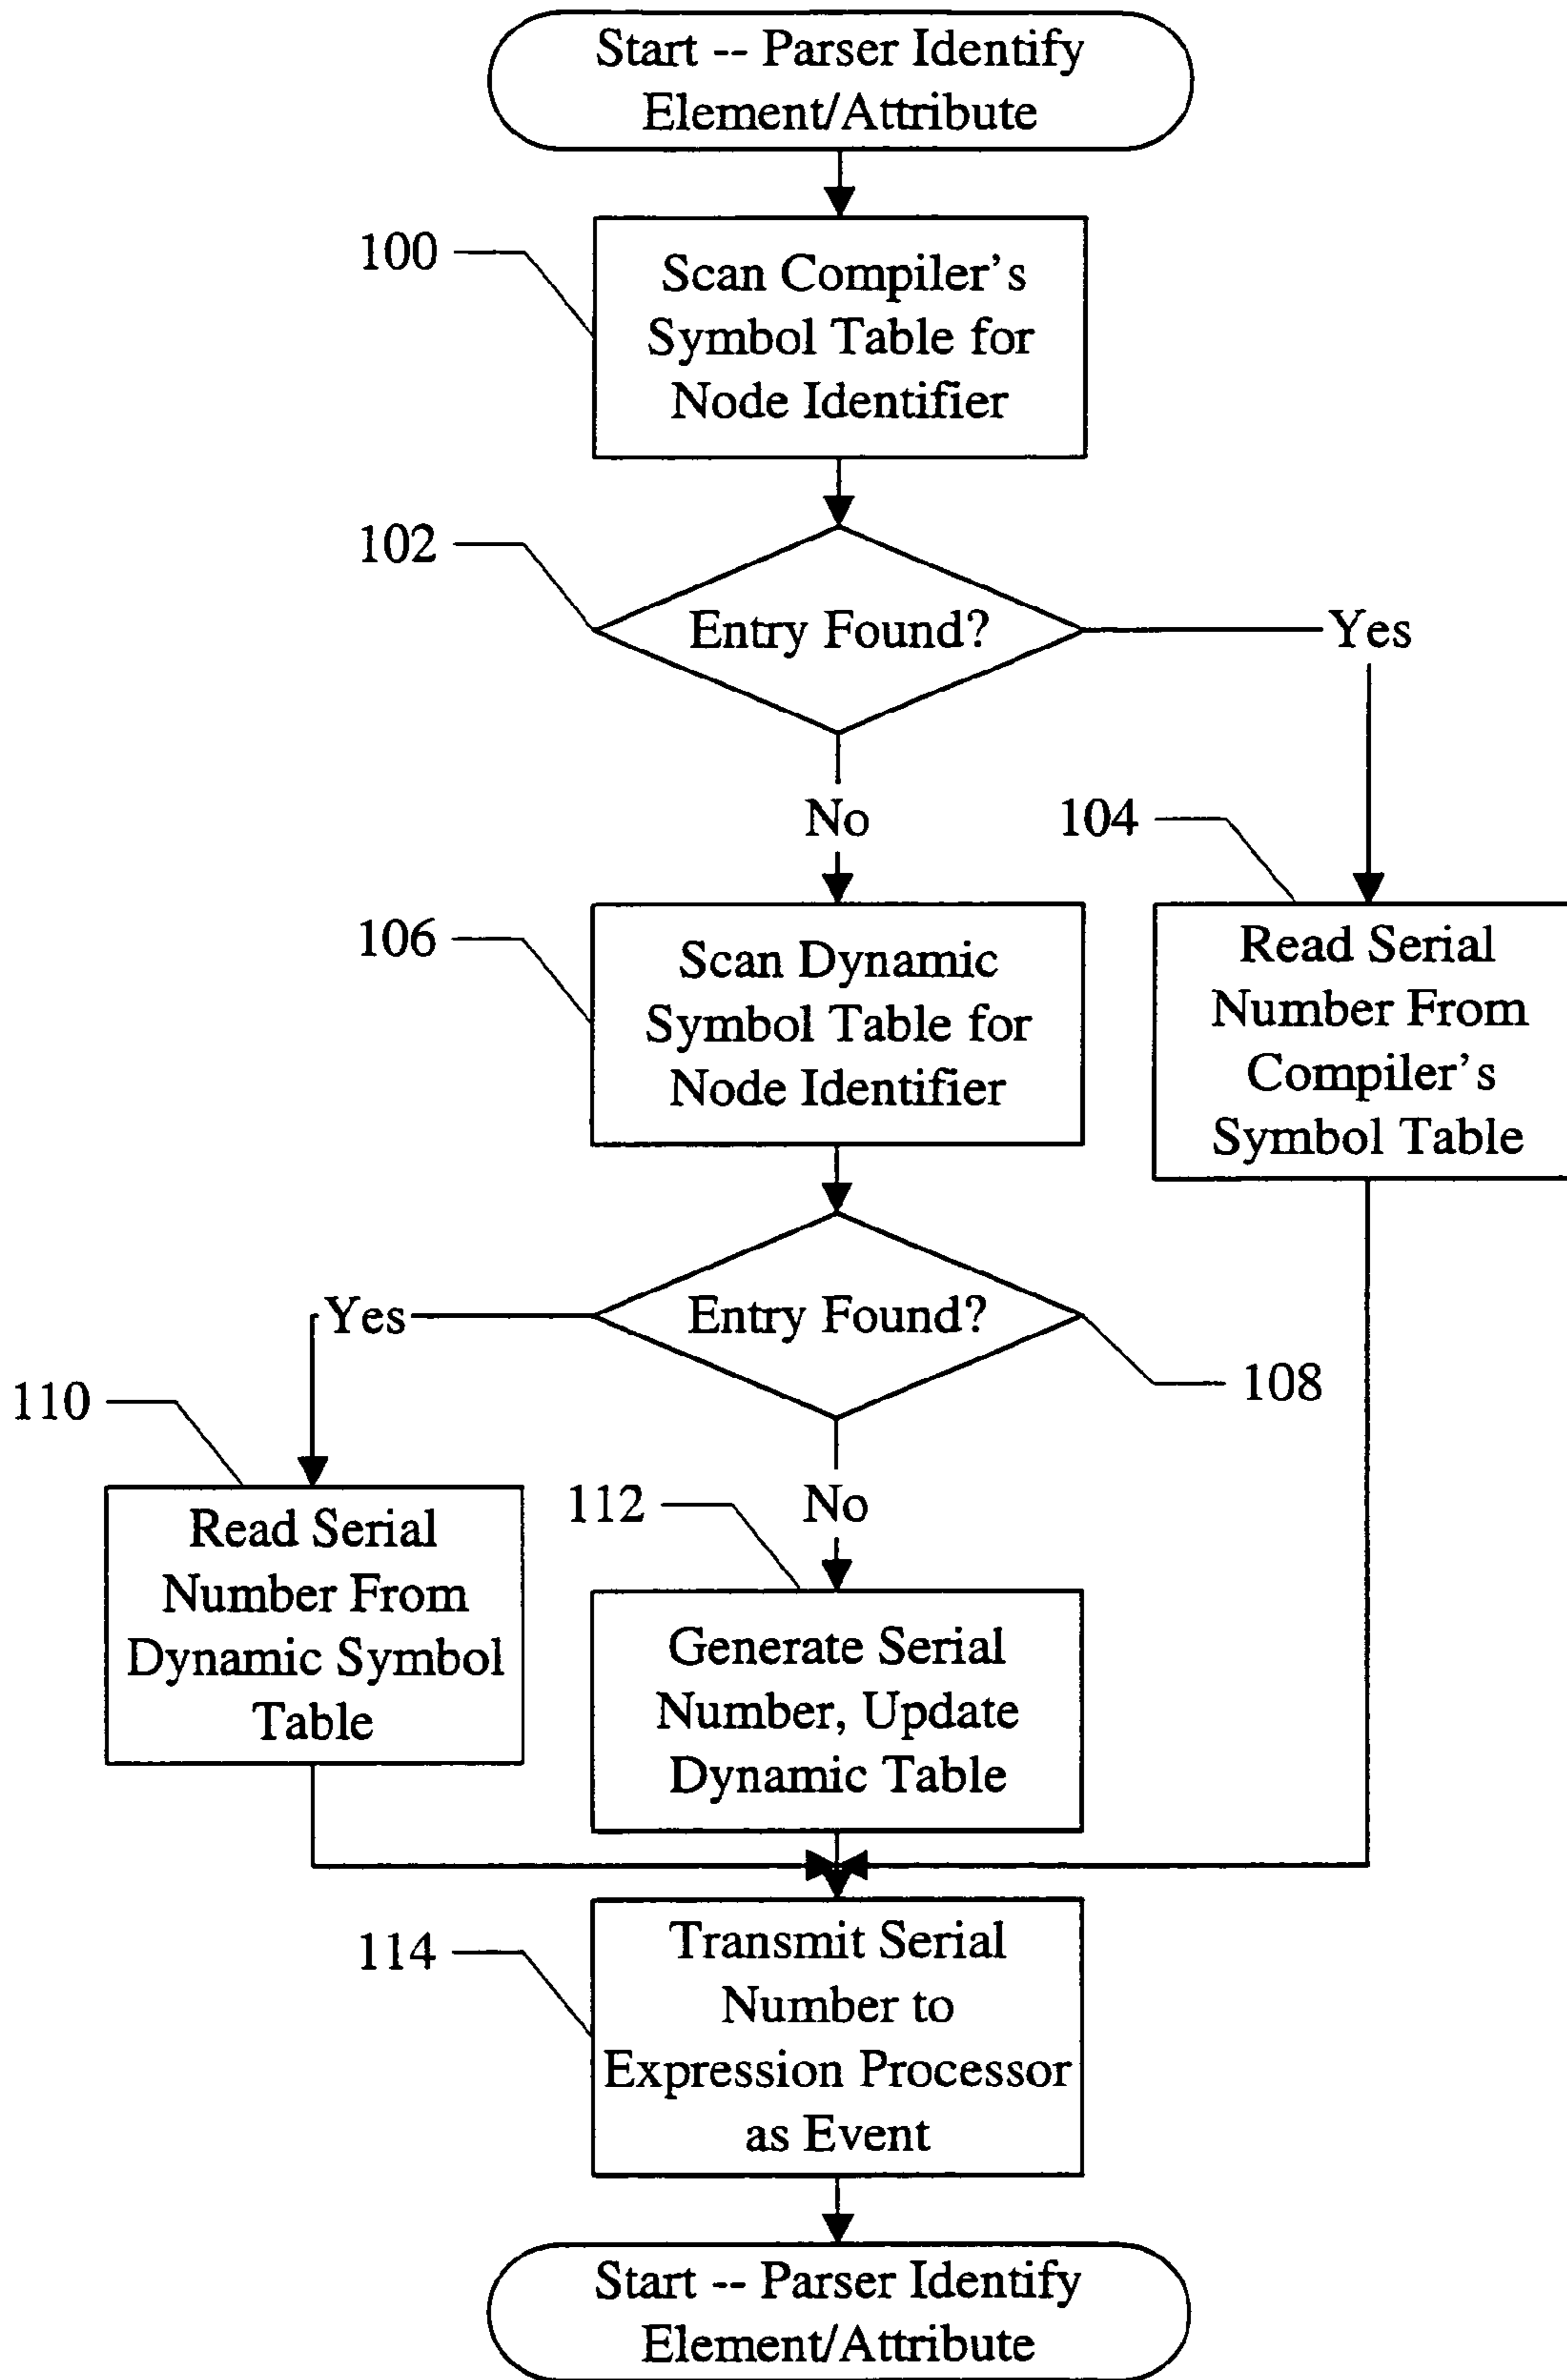 Start -- Parser Identify
Element/Attribute
100
Scan Compiler's
Symbol Table for
Node Identifier
102
Entry Found?
Yes
No
104
106
Scan Dynamic
Symbol Table for
Node Identifier
Read Serial
Number From
Compiler's
Symbol Table
Yes
Entry Found?
108
110
112
No
Read Serial
Number From
Dynamic Symbol
Table
Generate Serial
Number, Update
Dynamic Table
114
Transmit Serial
Number to
Expression Processor
as Event
Start -- Parser Identify
Element/Attribute